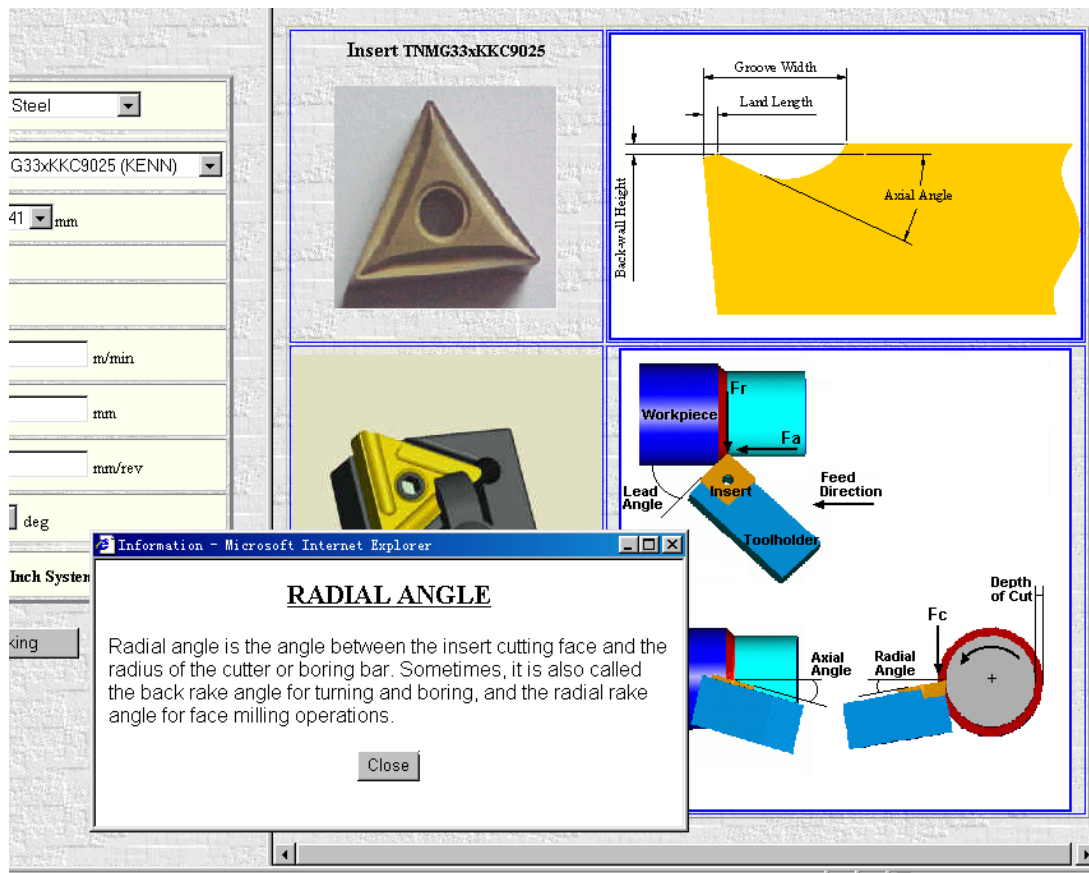 Steel
G33xKKC9025 (KENN)
41 mm
m/min
mm
mm/rev
deg
Inch System
king
Insert TNMG33xKKC9025
Groove Width
Land Length
Back-wall Height
Axial Angle
Workpiece
Fr
Fa
Lead
Angle
Insert
Feed
Direction
Toolholder
Depth
of Cut
Fc
Axial
Angle
Radial
Angle
Information - Microsoft Internet Explorer
RADIAL ANGLE
Radial angle is the angle between the insert cutting face and the
radius of the cutter or boring bar. Sometimes, it is also called
the back rake angle for turning and boring, and the radial rake
angle for face milling operations.
Close